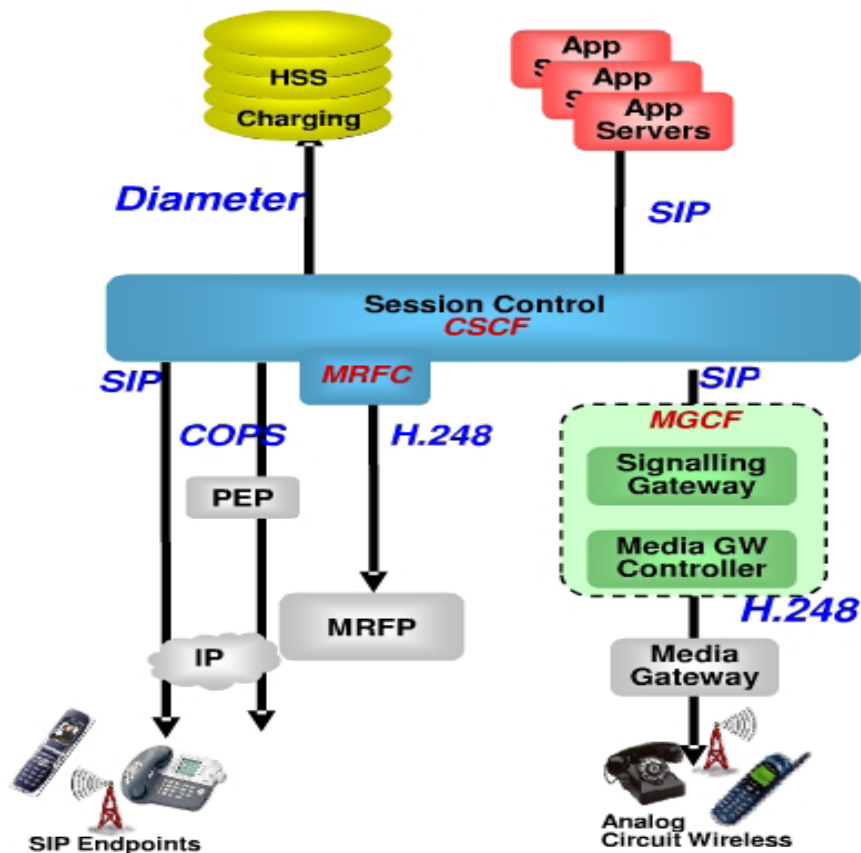 HSS
Charging
App
S
App
S
App
Servers
Diameter
SIP
Session Control
CSCF
SIP
MRFC
SIP
COPS
H.248
MGCF
Signalling
Gateway
PEP
Media GW
Controller
H.248
MRFP
IP
Media
Gateway
SIP Endpoints
Analog
Circuit Wireless